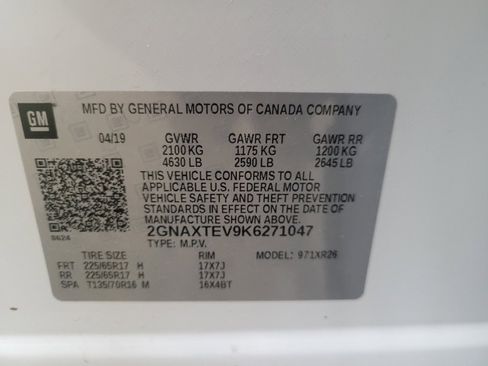 GM
MFD BY GENERAL MOTORS OF CANADA COMPANY
04/19 GVWR GAWR FRT GAWR RR
2100 KG 1175 KG 1200 KG
4630 LB 2590 LB 2645 LB
THIS VEHICLE CONFORMS TO ALL
APPLICABLE U.S. FEDERAL MOTOR
VEHICLE SAFETY AND THEFT PREVENTION
STANDARDS IN EFFECT ON THE DATE OF
MANUFACTURE SHOWN ABOVE.
2GNAXTEV9K6271047
8624 TYPE: M.P.V.
TIRE SIZE RIM MODEL: 971XR26
FRT 225/65R17 H 17X7J
RR 225/65R17 H 17X7J
SPA T135/70R16 M 16X4BT